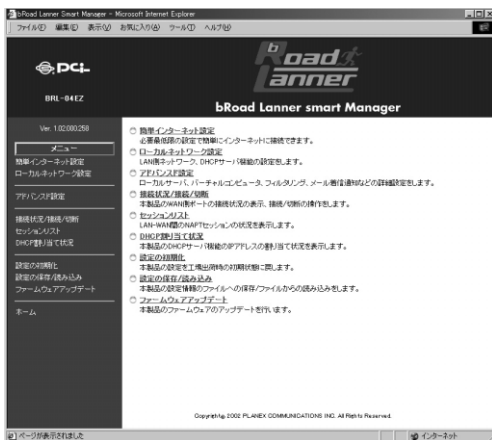 bRoad Lanner Smart Manager - Microsoft Internet Explorer
ファイル(F) 編集(E) 表示(V) お気に入り(A) ツール(T) ヘルプ(H)
PCi
BRL-04EZ
bRoad Lanner
bRoad Lanner smart Manager
Ver. 1.02:000.258
メニュー
簡単インターネット設定
ローカルネットワーク設定
アドバンスド設定
接続状況/接続/切断
セッションリスト
DHCP割り当て状況
設定の初期化
設定の保存/読み込み
ファームウェアアップデート
ホーム
簡単インターネット設定
必要最低限の設定で簡単にインターネットに接続できます。
ローカルネットワーク設定
LAN側ネットワーク、DHCPサーバ機能の設定をします。
アドバンスド設定
ローカルサーバ、バーチャルコンピュータ、フィルタリング、メール着信通知などの詳細設定をします。
接続状況/接続/切断
本製品のWAN側ポートの接続状況の表示、接続/切断の操作をします。
セッションリスト
LAN-WAN間のNAPTセッションの状況を表示します。
DHCP割り当て状況
本製品のDHCPサーバ機能のIPアドレスの割り当て状況を表示します。
設定の初期化
本製品の設定を工場出荷時の初期状態に戻します。
設定の保存/読み込み
本製品の設定情報のファイルへの保存/ファイルからの読み込みをします。
ファームウェアアップデート
本製品のファームウェアのアップデートを行います。
Copyright 2002 PLANEX COMMUNICATIONS INC. All Rights Reserved.
ページが表示されました
インターネット